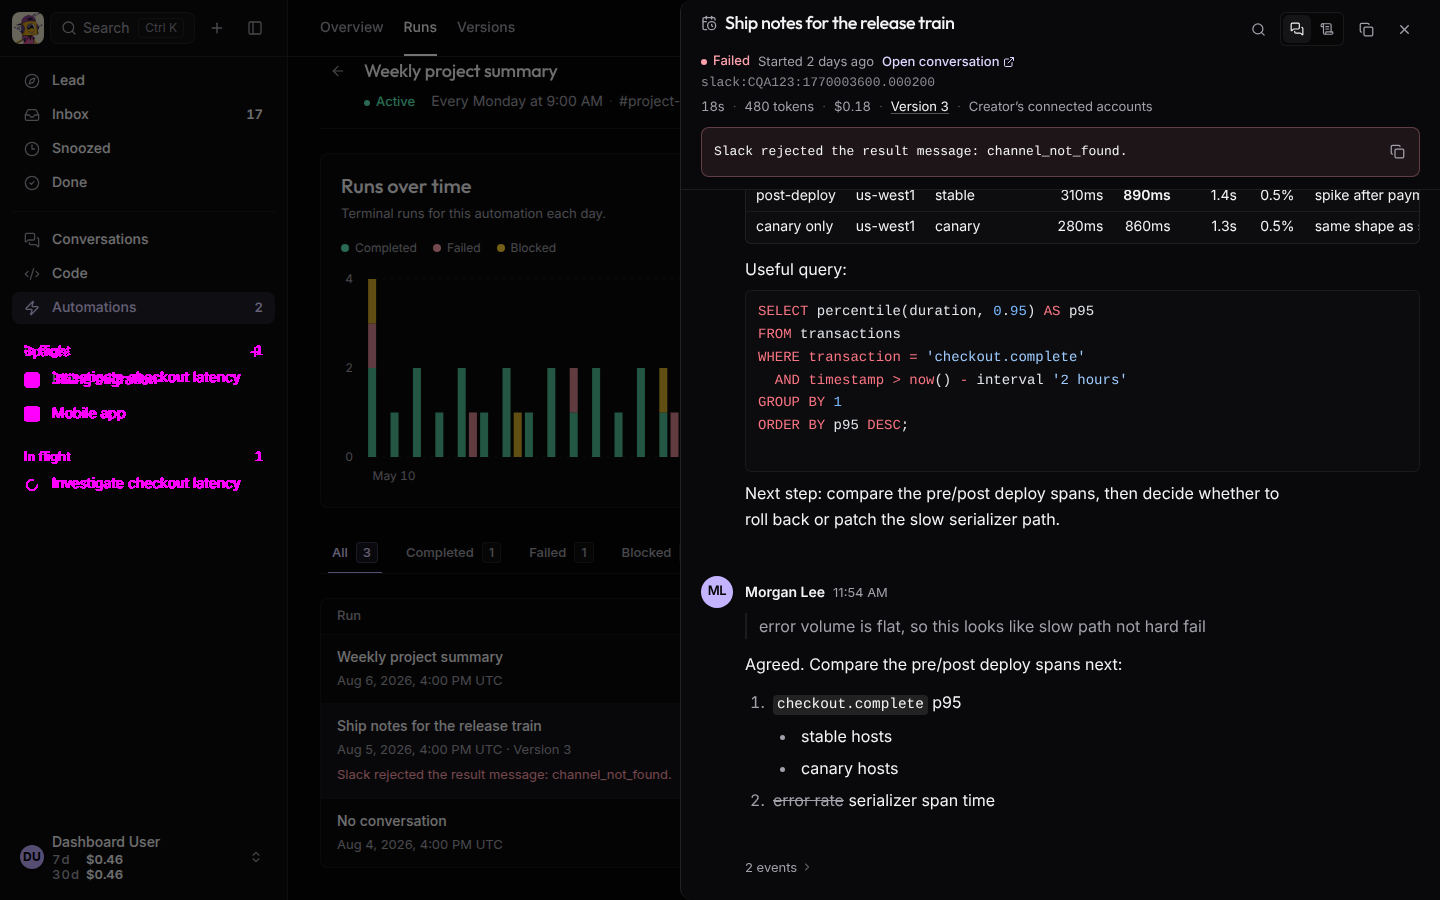 Search Ctrl K
Lead
Inbox 17
Snoozed
Done
Conversations
Code
Automations 2
Mobile app
In flight 1
Investigate checkout latency
DU
Dashboard User
7d $0.46
30d $0.46
Overview Runs Versions
Weekly project summary
Active Every Monday at 9:00 AM · #project-
Runs over time
Terminal runs for this automation each day.
Completed Failed Blocked
4
2
0
May 10
All 3 Completed 1 Failed 1 Blocked
Run
Weekly project summary
Aug 6, 2026, 4:00 PM UTC
Ship notes for the release train
Aug 5, 2026, 4:00 PM UTC · Version 3
Slack rejected the result message: channel_not_found.
No conversation
Aug 4, 2026, 4:00 PM UTC
Ship notes for the release train
Failed Started 2 days ago Open conversation
slack:CQA123:1770003600.000200
18s · 480 tokens · $0.18 · Version 3 · Creator's connected accounts
Slack rejected the result message: channel_not_found.
post-deploy us-west1 stable 310ms 890ms 1.4s 0.5% spike after paym
canary only us-west1 canary 280ms 860ms 1.3s 0.5% same shape as
Useful query:
SELECT percentile(duration, 0.95) AS p95
FROM transactions
WHERE transaction = 'checkout.complete'
AND timestamp > now() - interval '2 hours'
GROUP BY 1
ORDER BY p95 DESC;
Next step: compare the pre/post deploy spans, then decide whether to
roll back or patch the slow serializer path.
ML
Morgan Lee 11:54 AM
error volume is flat, so this looks like slow path not hard fail
Agreed. Compare the pre/post deploy spans next:
1. checkout.complete p95
• stable hosts
• canary hosts
2. error rate serializer span time
2 events